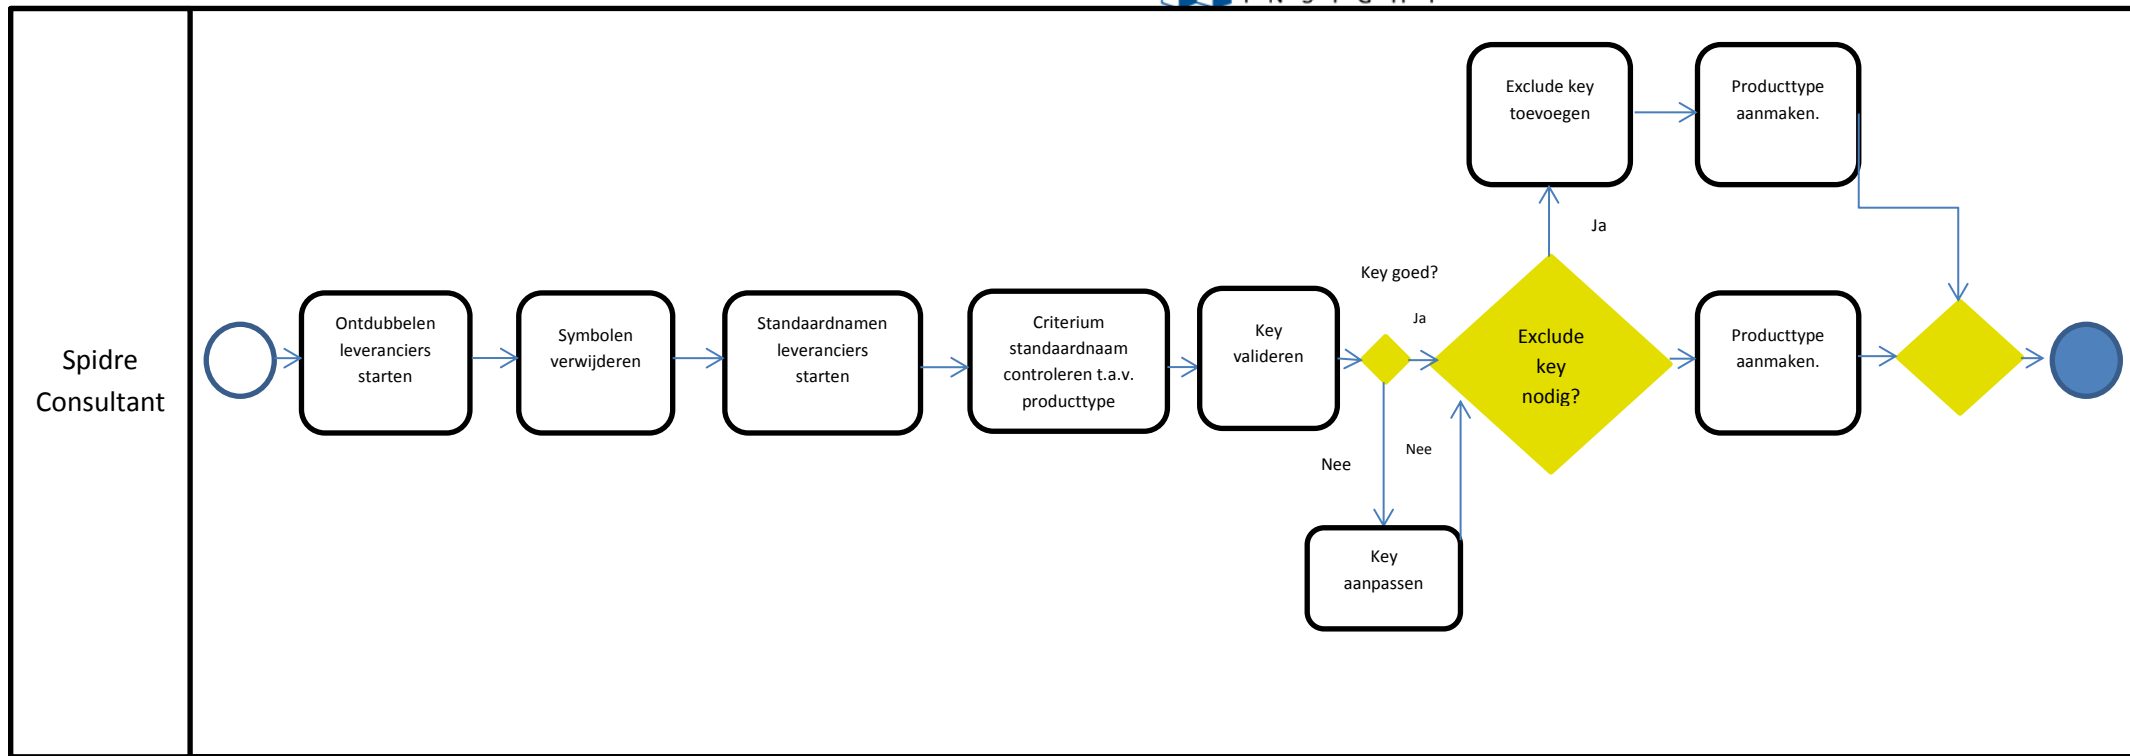 I N S I G H T
Spidre
Consultant
Ontdubbelen
leveranciers
starten
Symbolen
verwijderen
Standaardnamen
leveranciers
starten
Criterium
standaardnaam
controleren t.a.v.
producttype
Key
valideren
Key goed?
Ja
Nee
Nee
Key
aanpassen
Exclude
key
nodig?
Ja
Exclude key
toevoegen
Producttype
aanmaken.
Producttype
aanmaken.